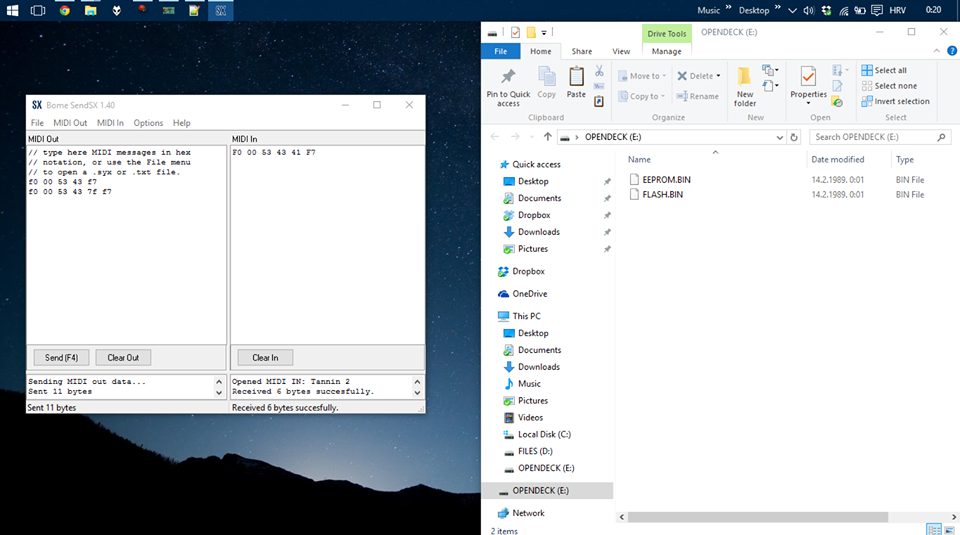 Music »
Desktop »
HRV
0:20
SX Bome SendSX 1.40
File MIDI Out MIDI In Options Help
MIDI Out
// type here MIDI messages in hex
// notation, or use the File menu
// to open a .syx or .txt file.
f0 00 53 43 f7
f0 00 53 43 7f f7
Send (F4) Clear Out
Sending MIDI out data...
Sent 11 bytes
Sent 11 bytes
MIDI In
F0 00 53 43 41 F7
Clear In
Opened MIDI IN: Tannin 2
Received 6 bytes succesfully.
Received 6 bytes succesfully.
Drive Tools
OPENDECK (E:)
File Home Share View Manage
Pin to Quick
access
Copy
Paste
Clipboard
Move to
Copy to
Delete
Rename
Organize
New
folder
New
Properties
Open
Select all
Select none
Invert selection
Select
OPENDECK (E:)
Search OPENDECK (E:)
Quick access
Desktop
Documents
Dropbox
Downloads
Pictures
Dropbox
OneDrive
This PC
Desktop
Documents
Downloads
Music
Pictures
Videos
Local Disk (C:)
FILES (D:)
OPENDECK (E:)
OPENDECK (E:)
Network
Name Date modified Type
EEPROM.BIN 14.2.1989. 0:01 BIN File
FLASH.BIN 14.2.1989. 0:01 BIN File
2 items